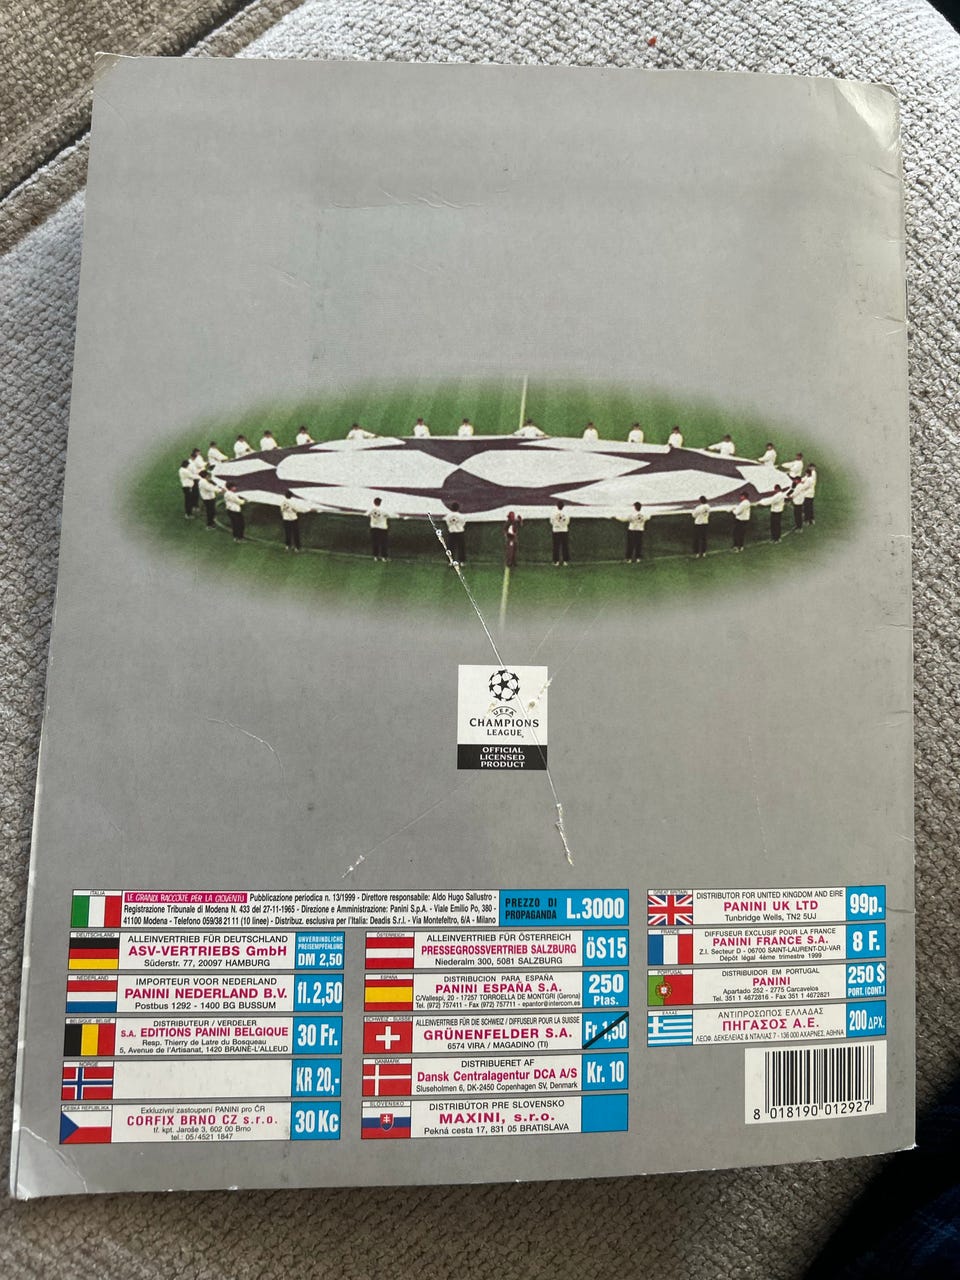 UEFA
CHAMPIONS
LEAGUE
OFFICIAL
LICENSED
PRODUCT
ITALIA
LE GRANDI RACCOLTE PER LA GIOVENTÙ Pubblicazione periodica n. 13/1999 - Direttore responsabile: Aldo Hugo Sallustro -
Registrazione Tribunale di Modena N. 433 del 27-11-1965 - Direzione e Amministrazione: Panini S.p.A. - Viale Emilio Po, 380 -
41100 Modena - Telefono 059/38 21 11 (10 linee) - Distribuz. esclusiva per l'Italia: Deadis S.r.l. - Via Montefeltro, 6/A - Milano
PREZZO DI
PROPAGANDA
L.3000
DEUTSCHLAND
ALLEINVERTRIEB FÜR DEUTSCHLAND
ASV-VERTRIEBS GmbH
Süderstr. 77, 20097 HAMBURG
UNVERBINDLICHE
PREISEMPFEHLUNG
DM 2,50
NEDERLAND
IMPORTEUR VOOR NEDERLAND
PANINI NEDERLAND B.V.
Postbus 1292 - 1400 BG BUSSUM
fl.2,50
BELGIQUE - BELGIË
DISTRIBUTEUR / VERDELER
S.A. EDITIONS PANINI BELGIQUE
Resp. Thierry de Latre du Bosqueau
5, Avenue de l'Artisanat, 1420 BRAINE-L'ALLEUD
30 Fr.
NORGE
KR 20,-
ČESKÁ REPUBLIKA
Exkluzivní zastoupení PANINI pro ČR
CORFIX BRNO CZ s.r.o.
tř. kpt. Jaroše 3, 602 00 Brno
tel.: 05/4521 1847
30 Kc
ÖSTERREICH
ALLEINVERTRIEB FÜR ÖSTERREICH
PRESSEGROSSVERTRIEB SALZBURG
Niederalm 300, 5081 SALZBURG
öS15
ESPAÑA
DISTRIBUCION PARA ESPAÑA
PANINI ESPAÑA S.A.
C/Vallespi, 20 - 17257 TORROELLA DE MONTGRI (Gerona)
Tel. (972) 757411 - Fax (972) 757711 - epantor@intercom.es
250
Ptas.
SCHWEIZ SUISSE
ALLEINVERTRIEB FÜR DIE SCHWEIZ / DIFFUSEUR POUR LA SUISSE
GRÜNENFELDER S.A.
6574 VIRA / MAGADINO (TI)
Fr 1,50
DANMARK
DISTRIBUERET AF
Dansk Centralagentur DCA A/S
Sluseholmen 6, DK-2450 Copenhagen SV, Denmark
Kr. 10
SLOVENSKO
DISTRIBÚTOR PRE SLOVENSKO
MAXINI, s.r.o.
Pekná cesta 17, 831 05 BRATISLAVA
GREAT BRITAIN
DISTRIBUTOR FOR UNITED KINGDOM AND EIRE
PANINI UK LTD
Tunbridge Wells, TN2 5UJ
99p.
FRANCE
DIFFUSEUR EXCLUSIF POUR LA FRANCE
PANINI FRANCE S.A.
Z.I. Secteur D - 06700 SAINT-LAURENT-DU-VAR
Dépôt légal 4ème trimestre 1999
8 F.
PORTUGAL
DISTRIBUIDOR EM PORTUGAL
PANINI
Apartado 252 - 2775 Carcavelos
Tel. 351 1 4672816 - Fax 351 1 4672821
250 $
PORT. (CONT.)
ΕΛΛΑΣ
ΑΝΤΙΠΡΟΣΩΠΟΣ ΕΛΛΑΔΟΣ
ΠΗΓΑΣΟΣ Α.Ε.
ΛΕΩΦ. ΔΕΚΕΛΕΙΑΣ & ΝΤΑΛΙΑΣ 7 - 136 000 ΑΧΑΡΝΕΣ, ΑΘΗΝΑ
200 ΔΡΧ.
8 018190 012927